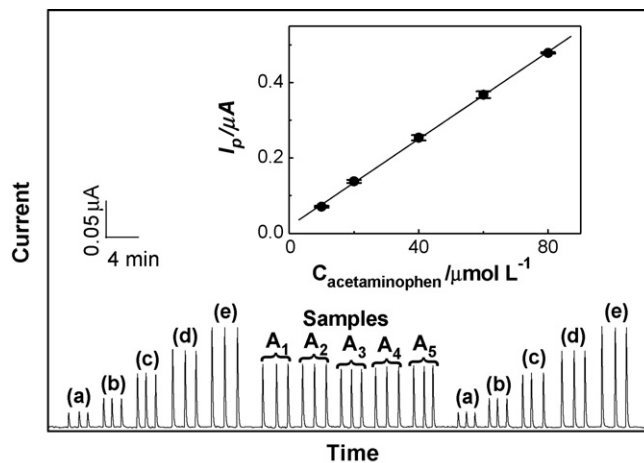 0.4
0.2
0.0
I_p/μA
0 40 80
C_acetaminophen/μmol L⁻¹
Current
0.05 μA
4 min
(a) (b) (c) (d) (e)
Samples
A₁ A₂ A₃ A₄ A₅
(a) (b) (c) (d) (e)
Time